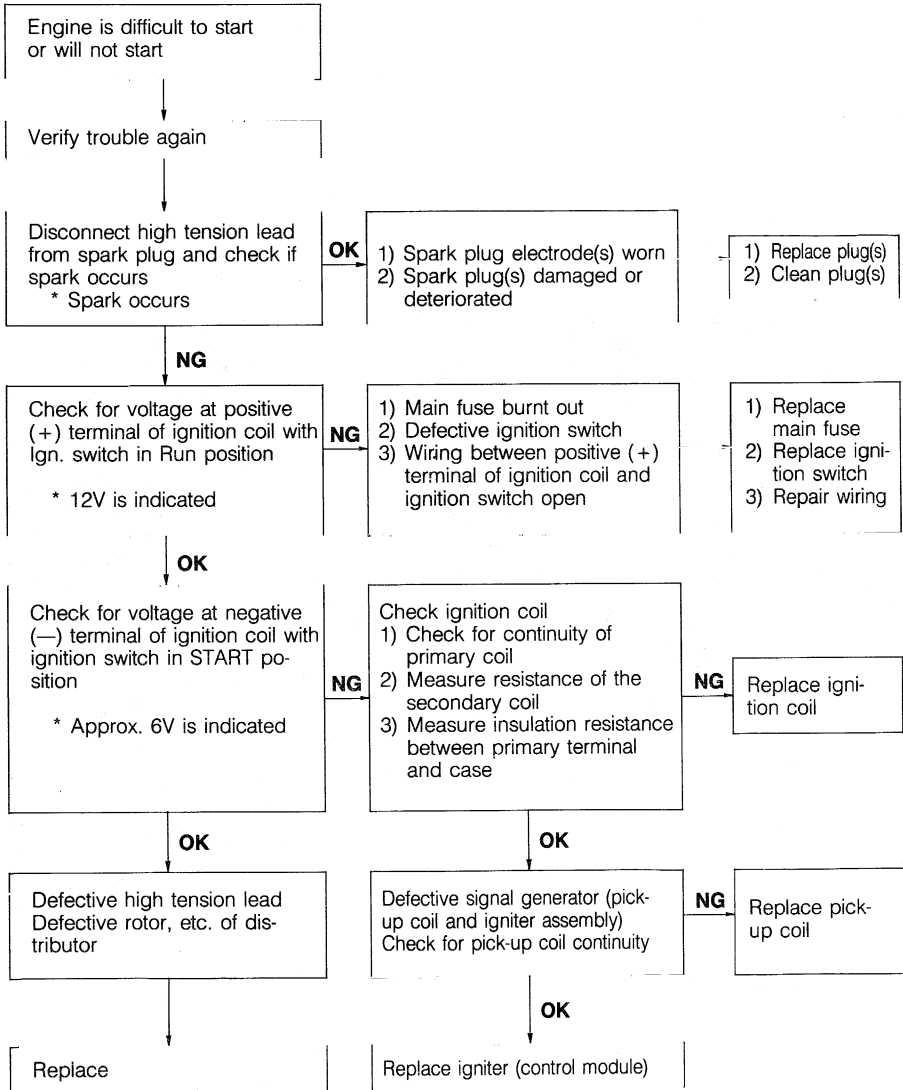 Engine is difficult to start
or will not start
Verify trouble again
Disconnect high tension lead
from spark plug and check if
spark occurs
* Spark occurs
OK
1) Spark plug electrode(s) worn
2) Spark plug(s) damaged or
deteriorated
1) Replace plug(s)
2) Clean plug(s)
NG
Check for voltage at positive
(+) terminal of ignition coil with
Ign. switch in Run position
* 12V is indicated
NG
1) Main fuse burnt out
2) Defective ignition switch
3) Wiring between positive (+)
terminal of ignition coil and
ignition switch open
1) Replace
main fuse
2) Replace igni-
tion switch
3) Repair wiring
OK
Check for voltage at negative
(—) terminal of ignition coil with
ignition switch in START po-
sition
* Approx. 6V is indicated
NG
Check ignition coil
1) Check for continuity of
primary coil
2) Measure resistance of the
secondary coil
3) Measure insulation resistance
between primary terminal
and case
NG
Replace igni-
tion coil
OK
OK
Defective high tension lead
Defective rotor, etc. of dis-
tributor
Defective signal generator (pick-
up coil and igniter assembly)
Check for pick-up coil continuity
NG
Replace pick-
up coil
OK
Replace
Replace igniter (control module)